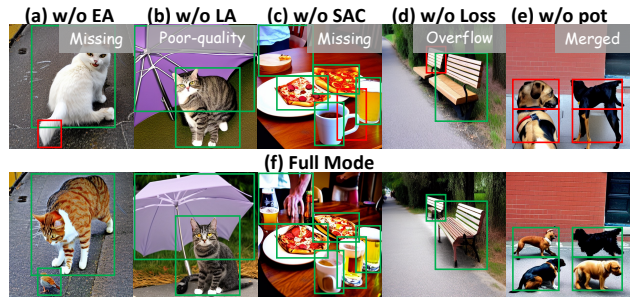 (a) w/o EA (b) w/o LA (c) w/o SAC (d) w/o Loss (e) w/o pot
Missing Poor-quality Missing Overflow Merged
(f) Full Mode